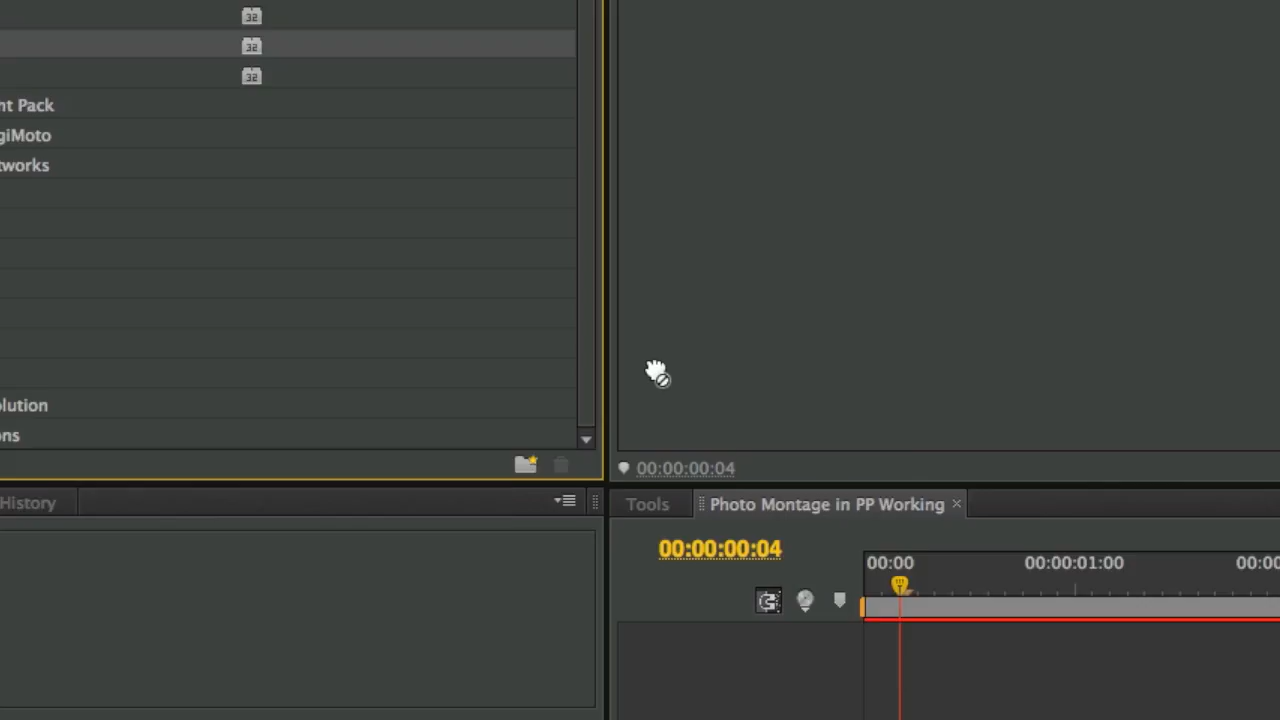 32
32
32
nt Pack
giMoto
tworks
olution
ons
00:00:00:04
History
Tools
Photo Montage in PP Working
00:00:00:04
00:00
00:00:01:00
00:00